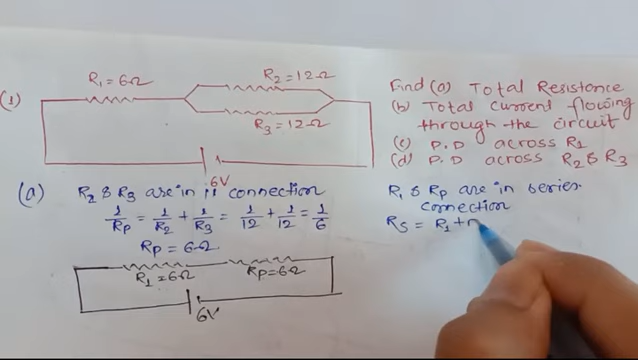 (1)
R1 = 6Ω
R2 = 12Ω
R3 = 12Ω
6V
Find (a) Total Resistance
(b) Total current flowing
through the circuit
(c) P.D across R1
(d) P.D across R2 & R3
(a) R2 & R3 are in 11 connection
1/Rp = 1/R2 + 1/R3 = 1/12 + 1/12 = 1/6
Rp = 6Ω
R1 = 6Ω
Rp = 6Ω
6V
R1 & Rp are in series
connection
Rs = R1 +